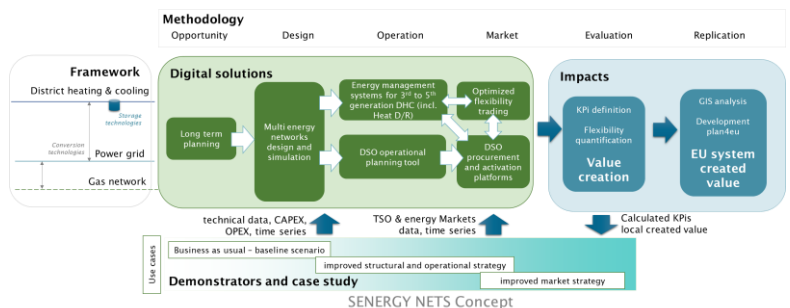 Methodology
Opportunity
Design
Operation
Market
Evaluation
Replication
Framework
District heating & cooling
Storage
technologies
Conversion
technologies
Power grid
Gas network
Digital solutions
Long term
planning
Multi energy
networks
design and
simulation
Energy management
systems for 3rd to 5th
generation DHC (incl.
Heat D/R)
DSO operational
planning tool
Optimized
flexibility
trading
DSO
procurement
and activation
platforms
Impacts
KPi definition
Flexibility
quantification
Value
creation
GIS analysis
Development
plan4eu
EU system
created
value
technical data, CAPEX,
OPEX, time series
TSO & energy Markets
data, time series
Calculated KPIs
local created value
Use cases
Business as usual – baseline scenario
improved structural and operational strategy
improved market strategy
Demonstrators and case study
SENERGY NETS Concept